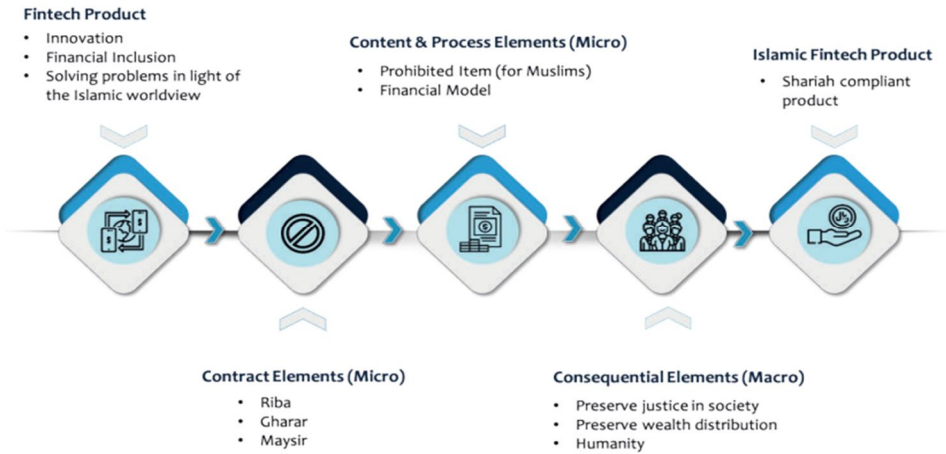 Fintech Product
• Innovation
• Financial Inclusion
• Solving problems in light of
the Islamic worldview
Content & Process Elements (Micro)
• Prohibited Item (for Muslims)
• Financial Model
Islamic Fintech Product
• Shariah compliant
product
$
$
$
Contract Elements (Micro)
• Riba
• Gharar
• Maysir
Consequential Elements (Macro)
• Preserve justice in society
• Preserve wealth distribution
• Humanity